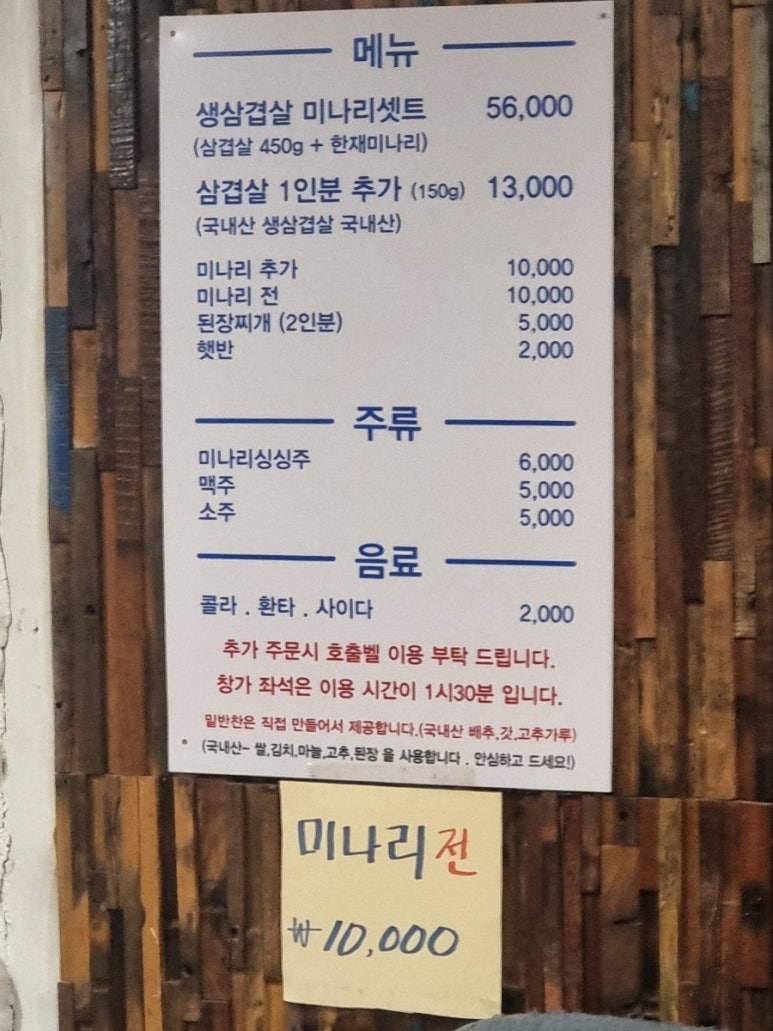 메뉴
생삼겹살 미나리셋트 56,000
(삼겹살 450g + 한재미나리)
삼겹살 1인분 추가 (150g) 13,000
(국내산 생삼겹살 국내산)
미나리 추가 10,000
미나리 전 10,000
된장찌개 (2인분) 5,000
햇반 2,000
주류
미나리싱싱주 6,000
맥주 5,000
소주 5,000
음료
콜라 . 환타 . 사이다 2,000
추가 주문시 호출벨 이용 부탁 드립니다.
창가 좌석은 이용 시간이 1시30분 입니다.
밑반찬은 직접 만들어서 제공합니다.(국내산 배추,갓,고추가루)
(국내산- 쌀,김치,마늘,고추,된장 을 사용합니다 . 안심하고 드세요!)
미나리전
₩10,000